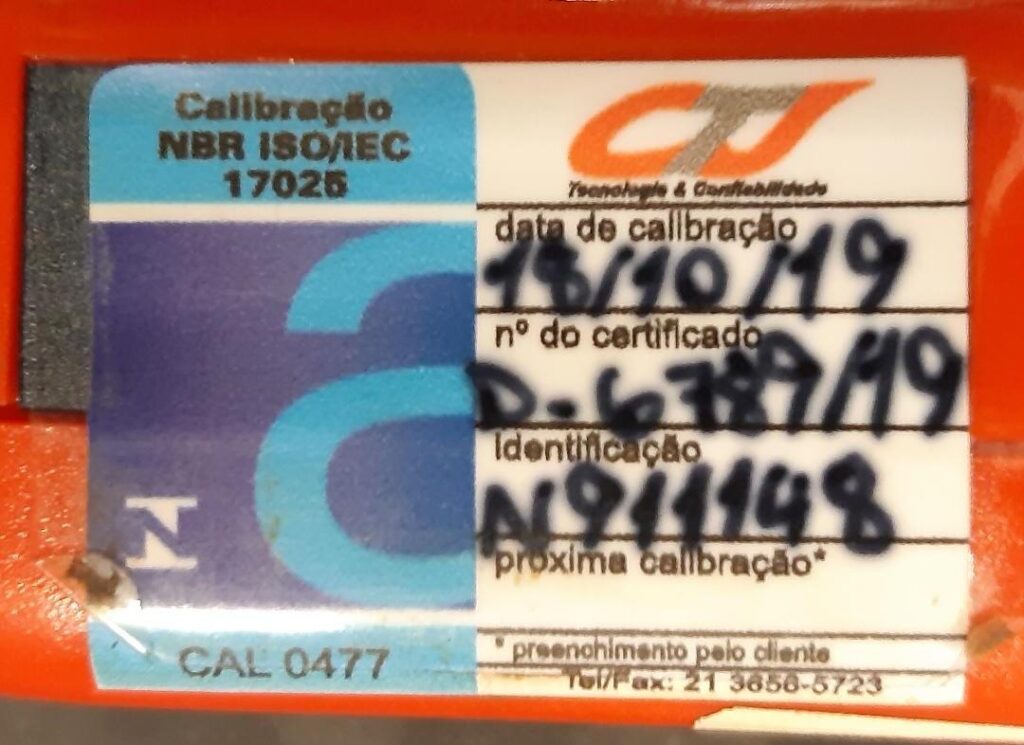 Calibração
NBR ISO/IEC
17025
CAL 0477
CTJ
Tecnologia & Confiabilidade
data de calibração
18/10/19
nº do certificado
D-6789/19
identificação
N911148
próxima calibração*
* preenchimento pelo cliente
Tel/Fax: 21 3656-5723